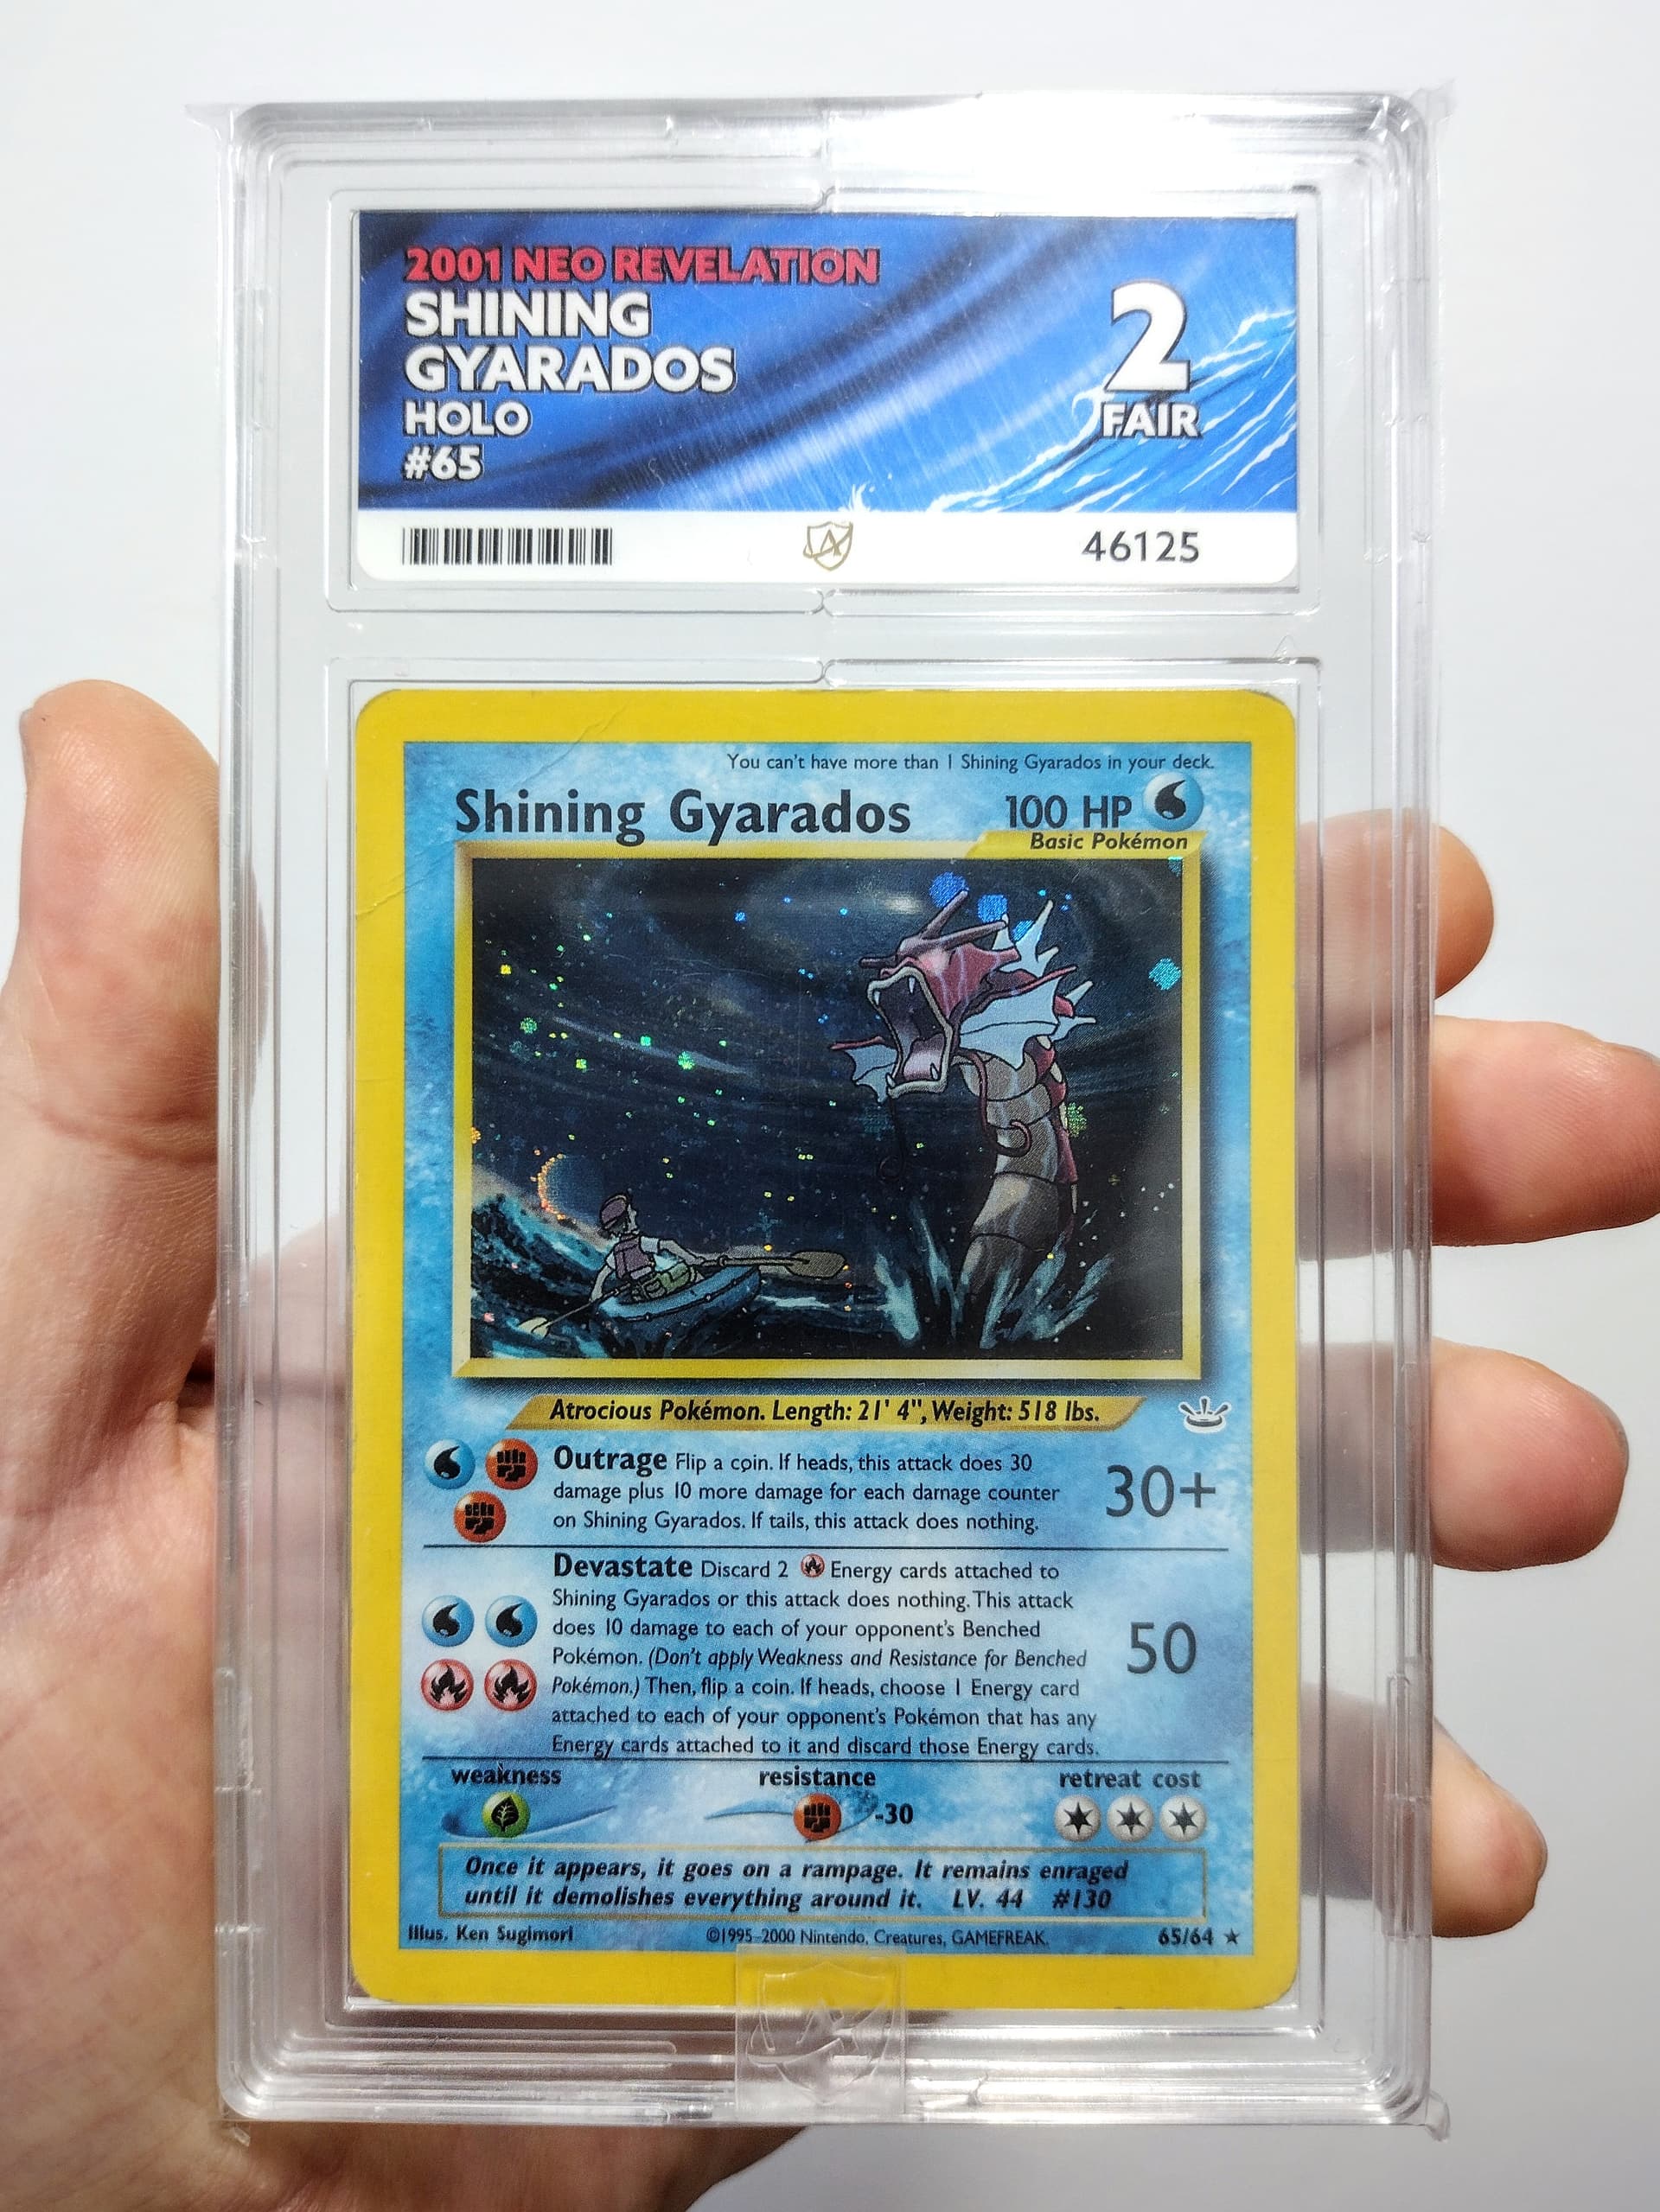 2001 NEO REVELATION
SHINING
GYARADOS
HOLO
#65
2
FAIR
46125
You can't have more than 1 Shining Gyarados in your deck.
Shining Gyarados 100 HP
Basic Pokémon
Atrocious Pokémon. Length: 21' 4", Weight: 518 lbs.
Outrage Flip a coin. If heads, this attack does 30
damage plus 10 more damage for each damage counter
on Shining Gyarados. If tails, this attack does nothing.
30+
Devastate Discard 2 Energy cards attached to
Shining Gyarados or this attack does nothing. This attack
does 10 damage to each of your opponent's Benched
Pokémon. (Don't apply Weakness and Resistance for Benched
Pokémon.) Then, flip a coin. If heads, choose 1 Energy card
attached to each of your opponent's Pokémon that has any
Energy cards attached to it and discard those Energy cards.
50
weakness resistance retreat cost
-30
Once it appears, it goes on a rampage. It remains enraged
until it demolishes everything around it. LV. 44 #130
Illus. Ken Sugimori ©1995-2000 Nintendo, Creatures, GAMEFREAK. 65/64 ★